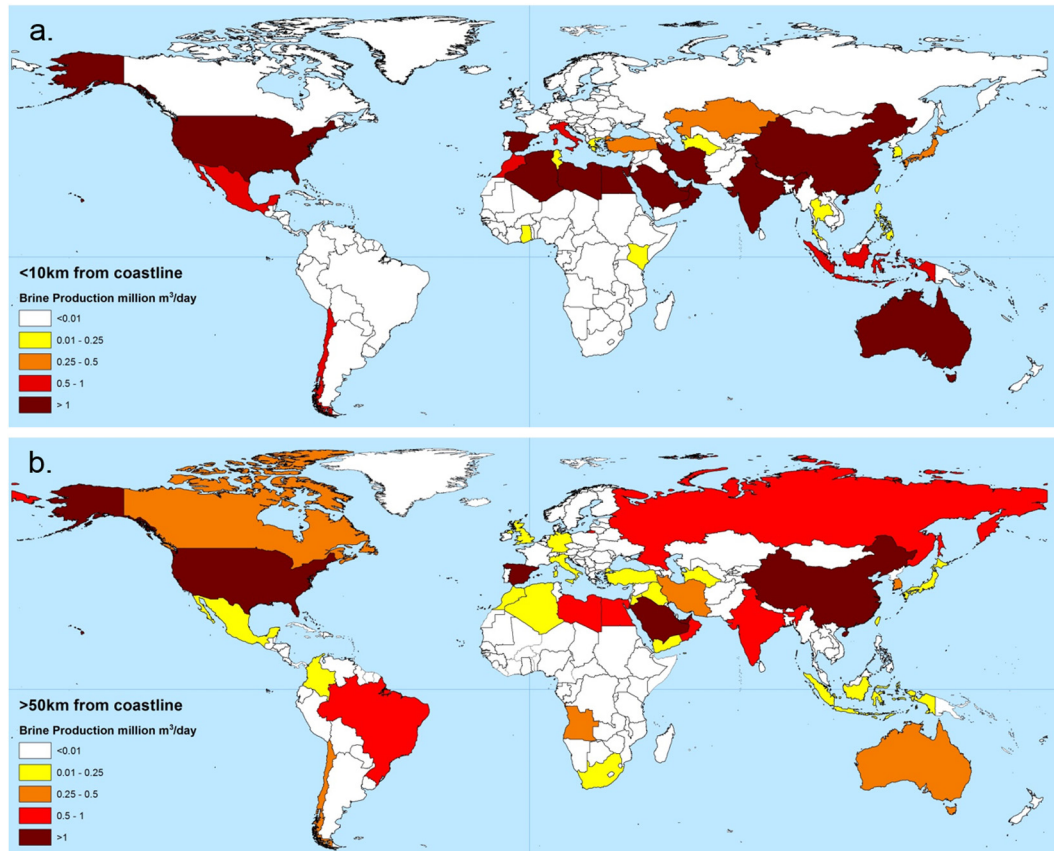 a.
<10km from coastline
Brine Production million m³/day
<0.01
0.01 - 0.25
0.25 - 0.5
0.5 - 1
> 1
b.
>50km from coastline
Brine Production million m³/day
<0.01
0.01 - 0.25
0.25 - 0.5
0.5 - 1
>1